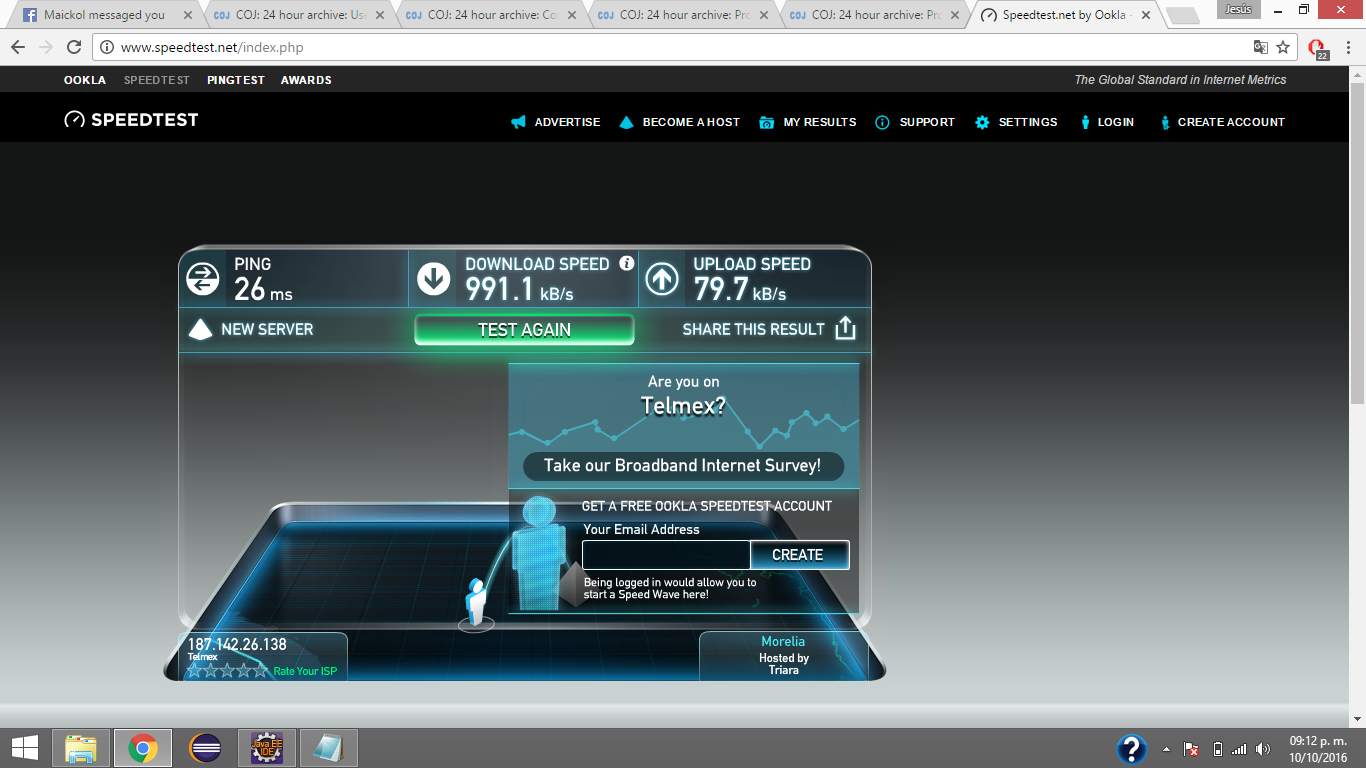 Maickol messaged you
COJ: 24 hour archive: Use
COJ: 24 hour archive: Co
COJ: 24 hour archive: Pro
COJ: 24 hour archive: Pro
Speedtest.net by Ookla -
Jesús
www.speedtest.net/index.php
22
OOKLA SPEEDTEST PINGTEST AWARDS
The Global Standard in Internet Metrics
SPEEDTEST
ADVERTISE BECOME A HOST MY RESULTS SUPPORT SETTINGS LOGIN CREATE ACCOUNT
PING
26 ms
DOWNLOAD SPEED
991.1 kB/s
UPLOAD SPEED
79.7 kB/s
NEW SERVER
TEST AGAIN
SHARE THIS RESULT
Are you on
Telmex?
Take our Broadband Internet Survey!
GET A FREE OOKLA SPEEDTEST ACCOUNT
Your Email Address
CREATE
Being logged in would allow you to
start a Speed Wave here!
187.142.26.138
Telmex
Rate Your ISP
Morelia
Hosted by
Triara
Java EE
IDE
09:12 p. m.
10/10/2016